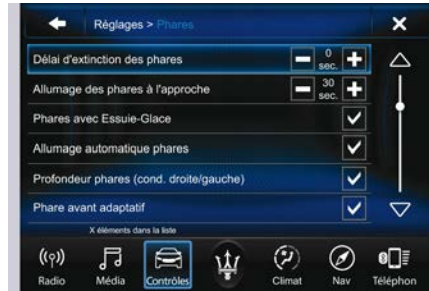 Réglages > Phares
Délai d'extinction des phares
0
sec.
Allumage des phares à l'approche
30
sec.
Phares avec Essuie-Glace
Allumage automatique phares
Profondeur phares (cond. droite/gauche)
Phare avant adaptatif
X éléments dans la liste
Radio Média Contrôles Climat Nav Téléphon